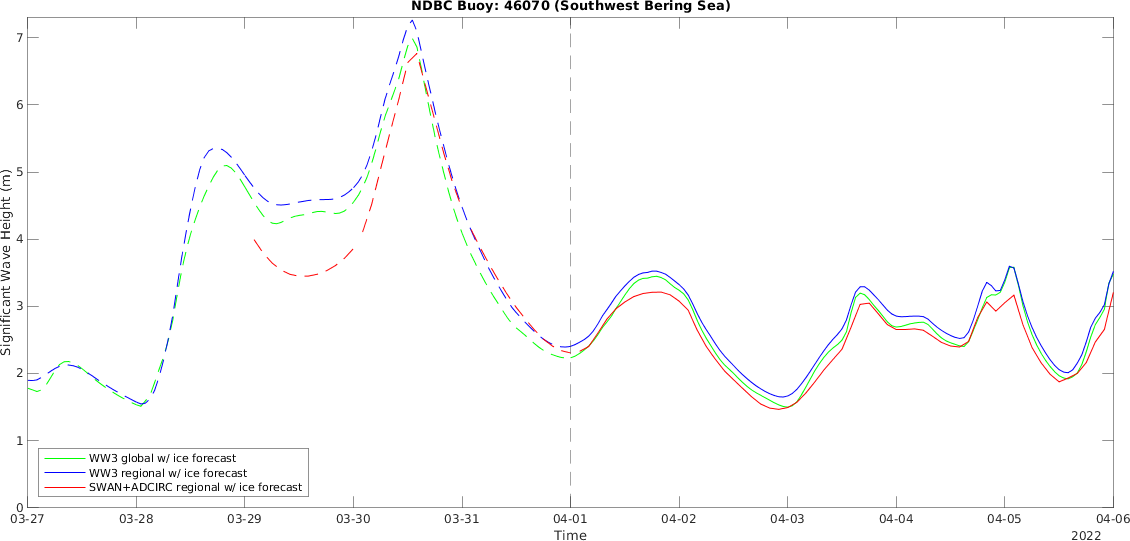 NDBC Buoy: 46070 (Southwest Bering Sea)
Significant Wave Height (m)
7
6
5
4
3
2
1
0
WW3 global w/ ice forecast
WW3 regional w/ ice forecast
SWAN+ADCIRC regional w/ ice forecast
03-27 03-28 03-29 03-30 03-31 04-01 04-02 04-03 04-04 04-05 04-06
Time
2022